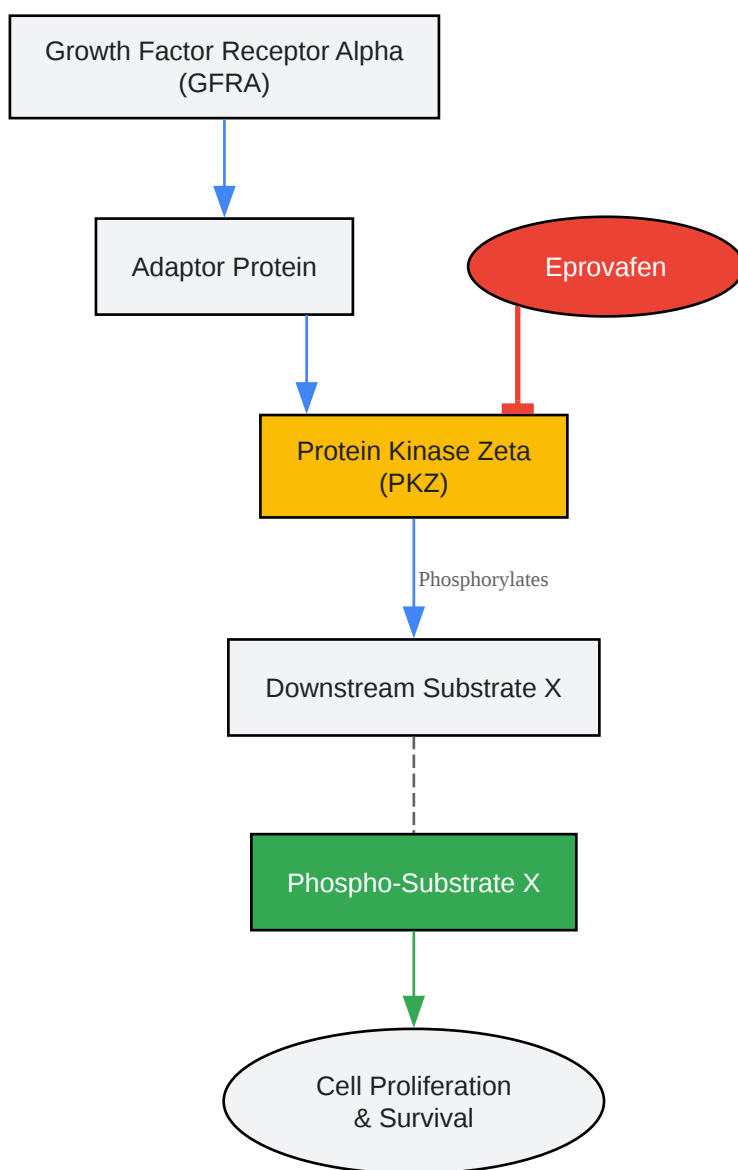 Growth Factor Receptor Alpha
(GFRA)
Adaptor Protein
Eprovafen
Protein Kinase Zeta
(PKZ)
Phosphorylates
Downstream Substrate X
Phospho-Substrate X
Cell Proliferation
& Survival